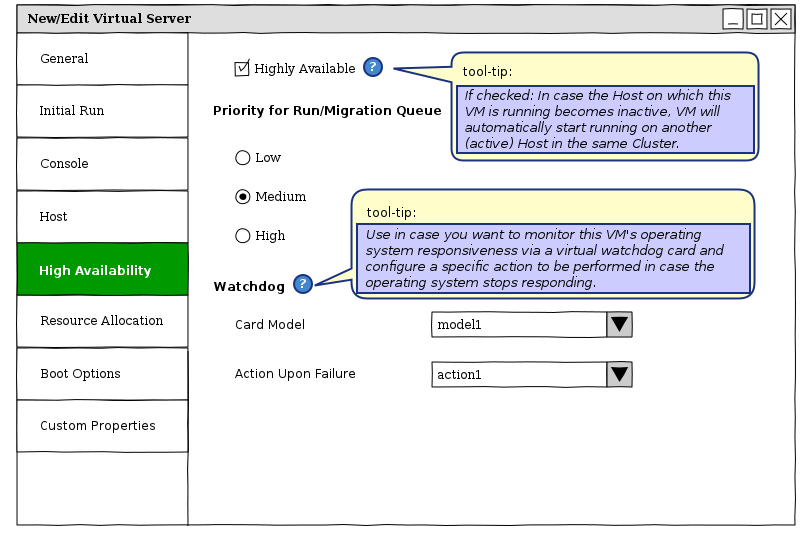 New/Edit Virtual Server
General
Initial Run
Console
Host
High Availability
Resource Allocation
Boot Options
Custom Properties
Highly Available ?
tool-tip:
If checked: In case the Host on which this
VM is running becomes inactive, VM will
automatically start running on another
(active) Host in the same Cluster.
Priority for Run/Migration Queue
Low
Medium
High
tool-tip:
Use in case you want to monitor this VM's operating
system responsiveness via a virtual watchdog card and
configure a specific action to be performed in case the
operating system stops responding.
Watchdog ?
Card Model model1
Action Upon Failure action1